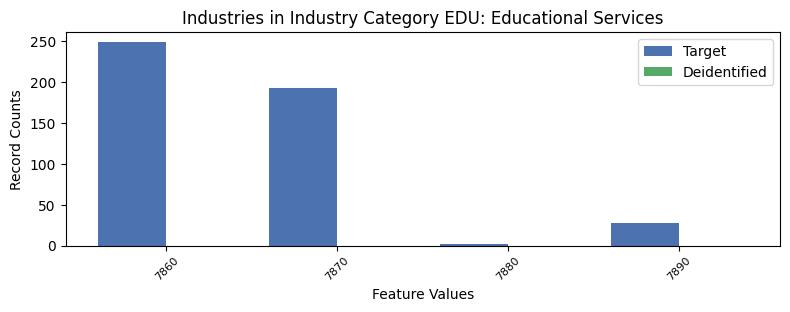 Industries in Industry Category EDU: Educational Services
Target
Deidentified
Record Counts
250
200
150
100
50
0
7860
7870
7880
7890
Feature Values